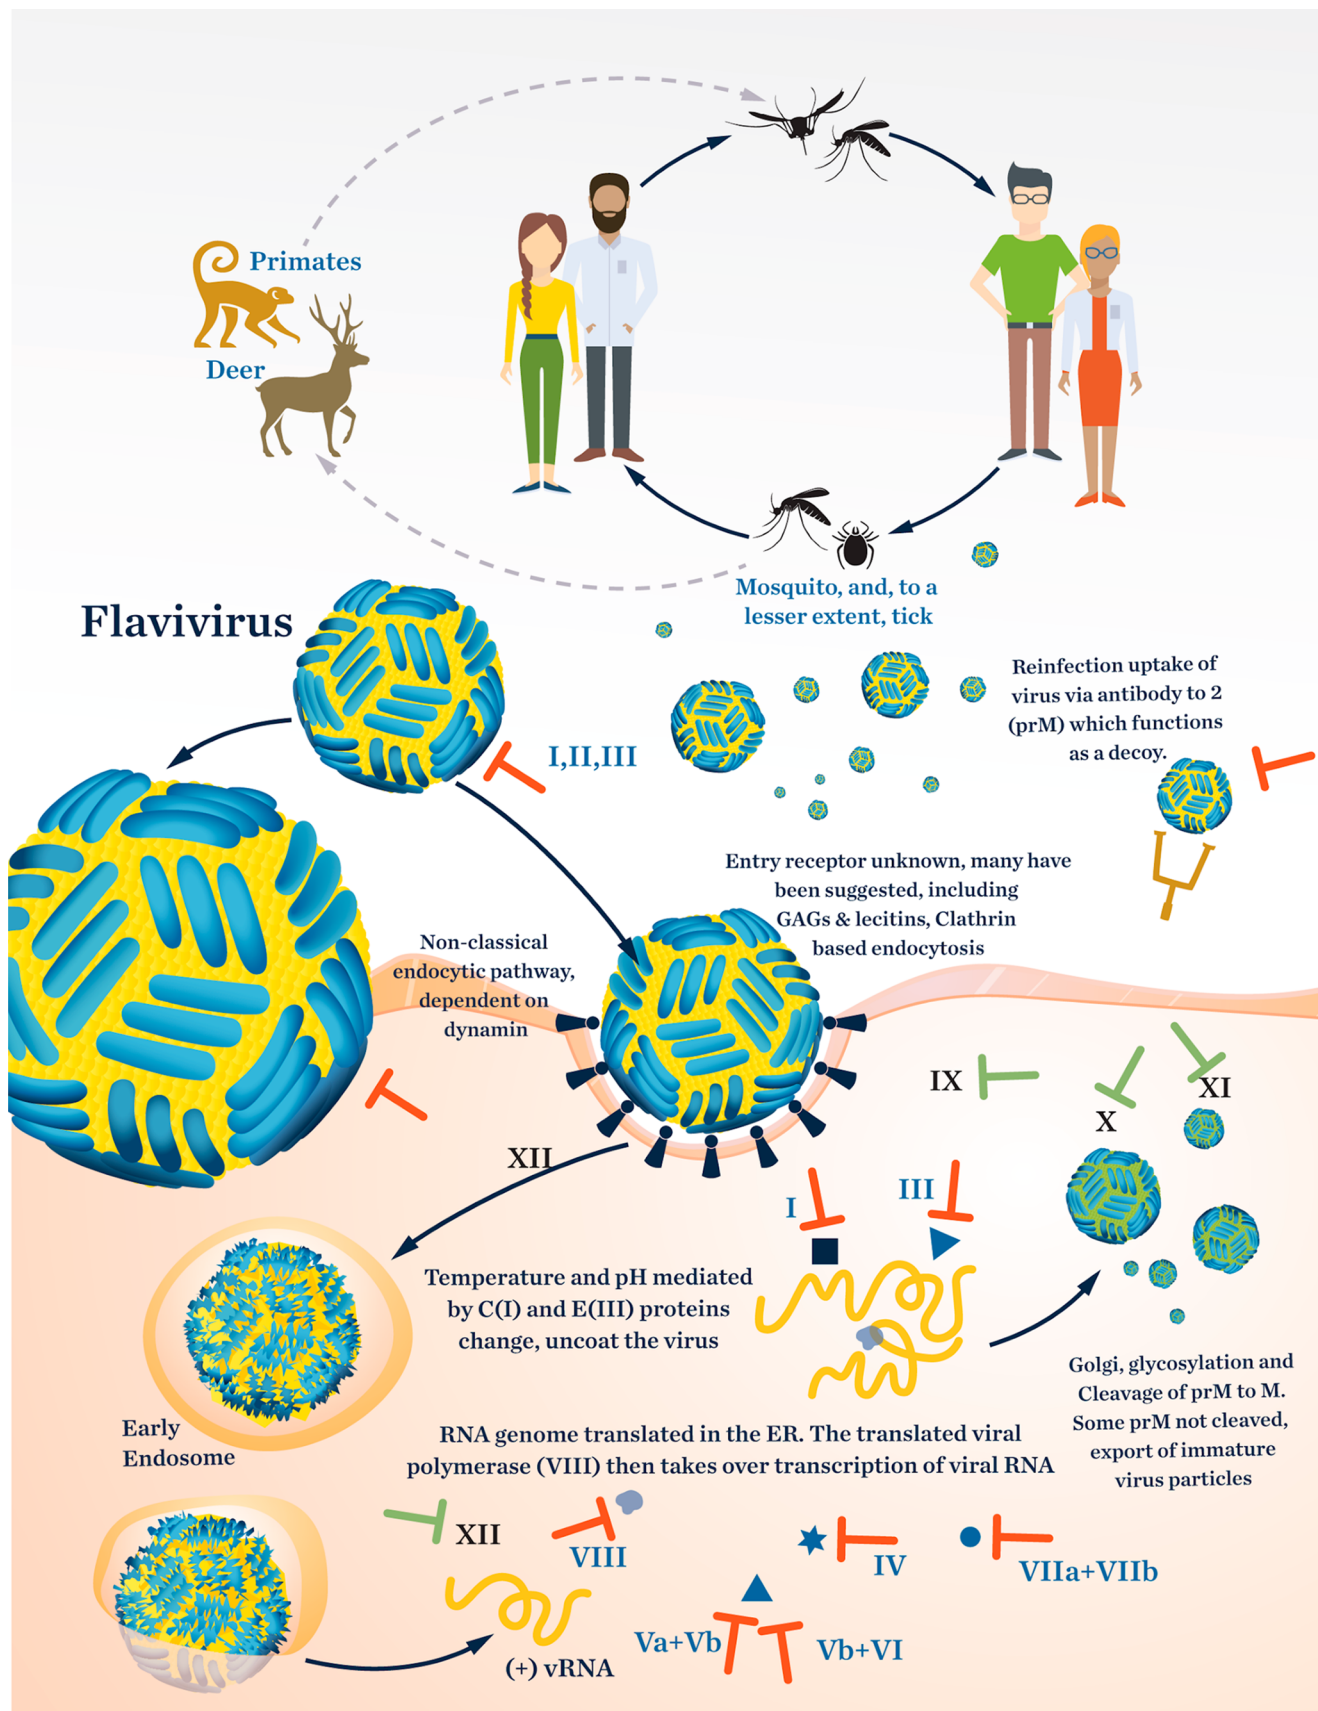 Primates
Deer
Mosquito, and, to a
lesser extent, tick
Flavivirus
I,II,III
Reinfection uptake of
virus via antibody to 2
(prM) which functions
as a decoy.
Entry receptor unknown, many have
been suggested, including
GAGs & lecitins, Clathrin
based endocytosis
Non-classical
endocytic pathway,
dependent on
dynamin
IX
X
XI
XII
I
III
Temperature and pH mediated
by C(I) and E(III) proteins
change, uncoat the virus
Early
Endosome
Golgi, glycosylation and
Cleavage of prM to M.
Some prM not cleaved,
export of immature
virus particles
RNA genome translated in the ER. The translated viral
polymerase (VIII) then takes over transcription of viral RNA
XII
VIII
IV
VIIa+VIIb
Va+Vb
Vb+VI
(+) vRNA